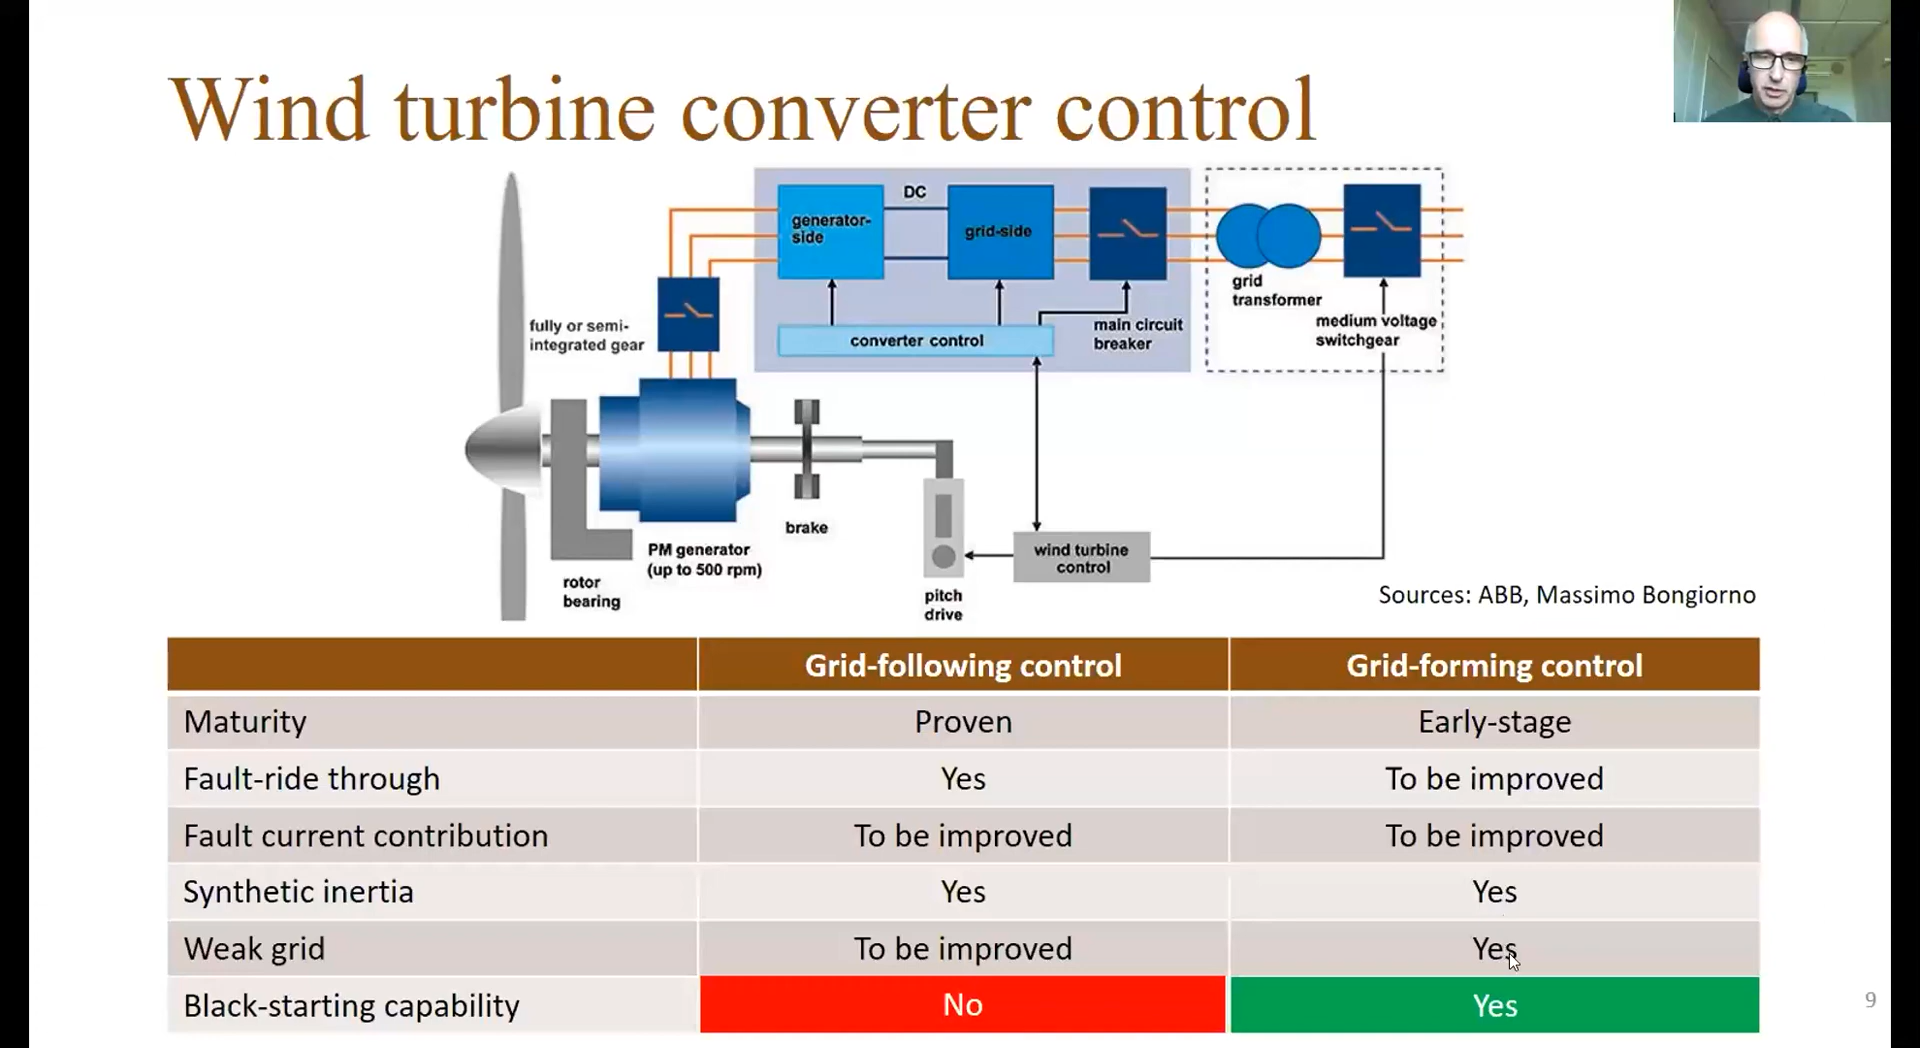 Wind turbine converter control
DC
generator-
side
grid-side
grid
transformer
fully or semi-
integrated gear
main circuit
breaker
medium voltage
switchgear
converter control
brake
PM generator
(up to 500 rpm)
wind turbine
control
rotor
bearing
pitch
drive
Sources: ABB, Massimo Bongiorno
Grid-following control Grid-forming control
Maturity Proven Early-stage
Fault-ride through Yes To be improved
Fault current contribution To be improved To be improved
Synthetic inertia Yes Yes
Weak grid To be improved Yes
Black-starting capability No Yes
9